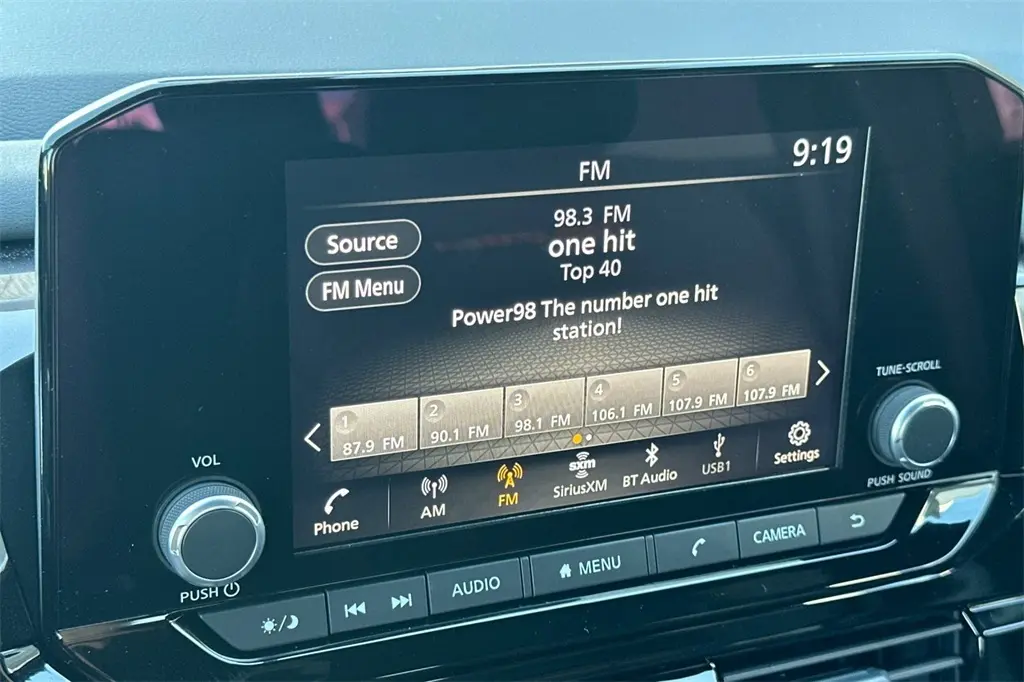 FM
9:19
Source
FM Menu
98.3 FM
one hit
Top 40
Power98 The number one hit
station!
1
87.9 FM
2
90.1 FM
3
98.1 FM
4
106.1 FM
5
107.9 FM
6
107.9 FM
Phone
AM
FM
sxm
SiriusXM
BT Audio
USB1
Settings
VOL
PUSH
TUNE·SCROLL
PUSH SOUND
AUDIO
MENU
CAMERA